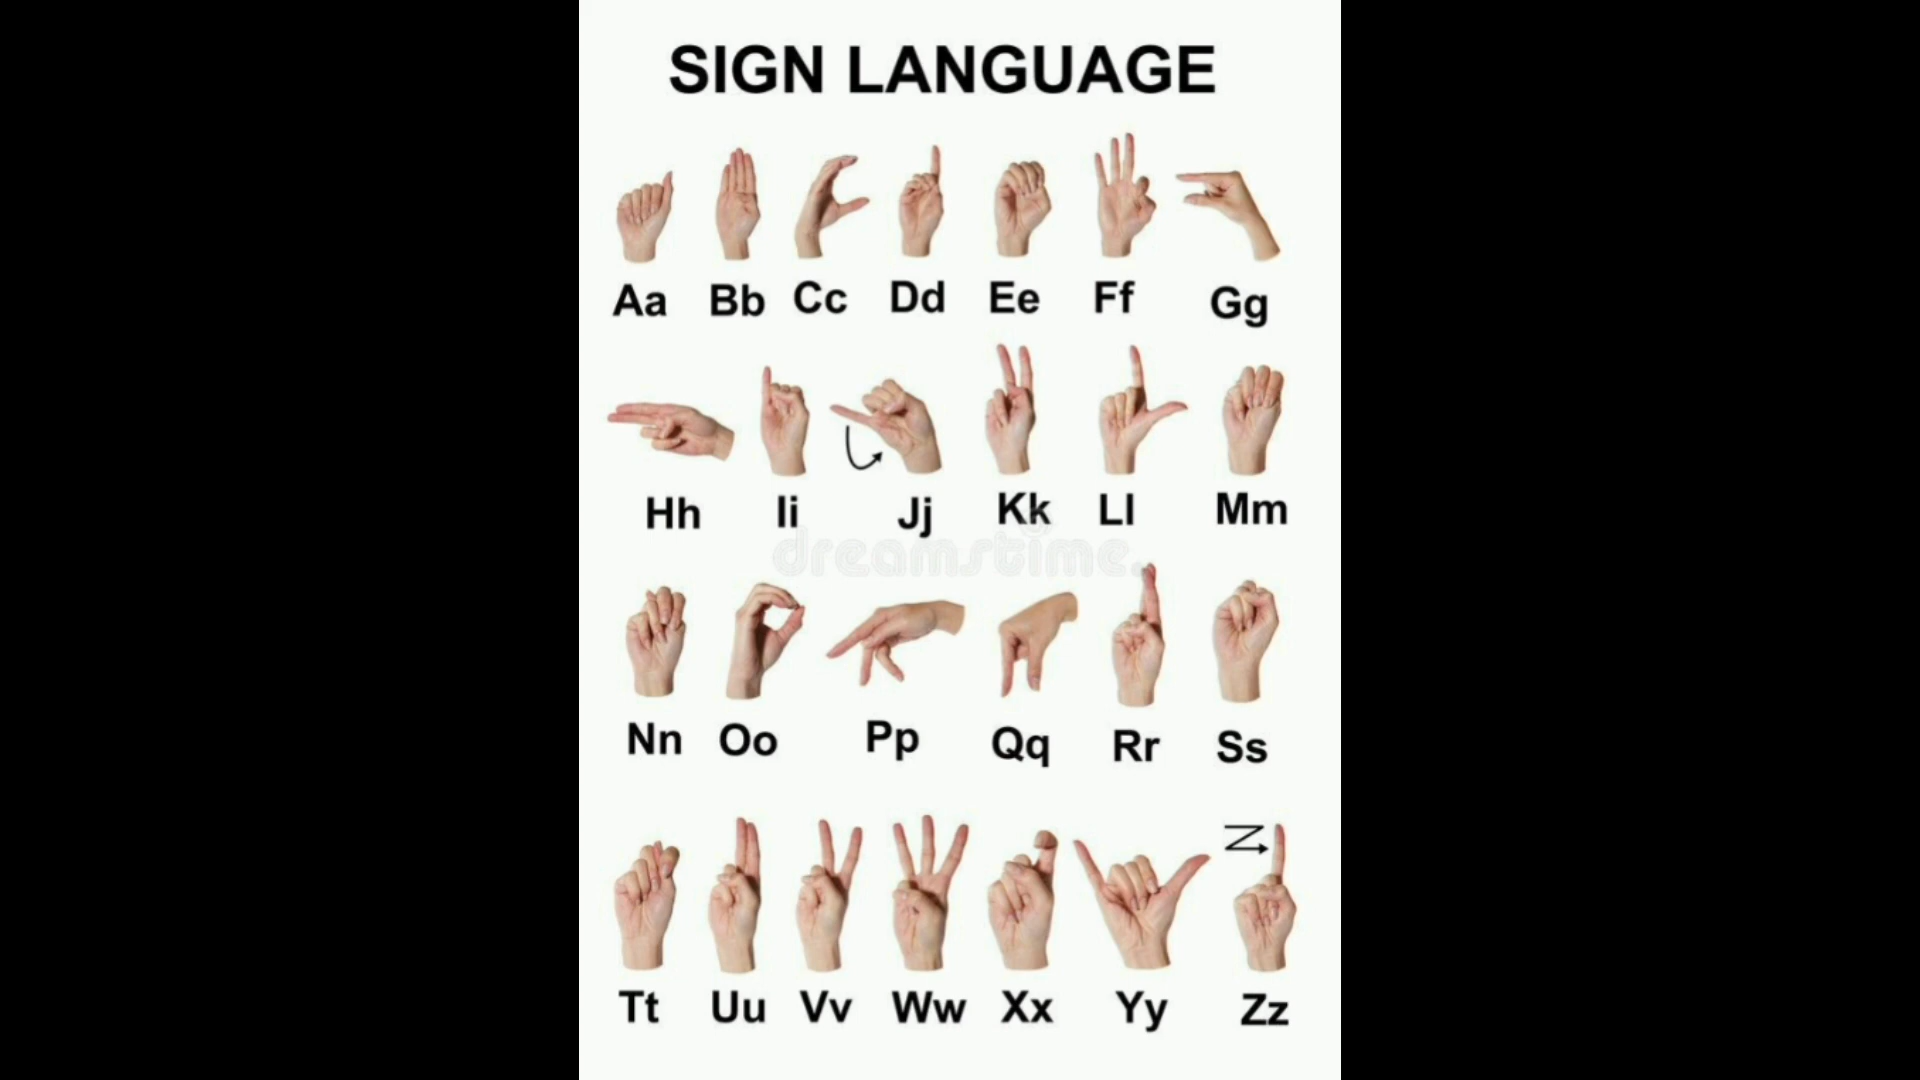 SIGN LANGUAGE
Aa Bb Cc Dd Ee Ff Gg
Hh Ii Jj Kk Ll Mm
dreamstime.
Nn Oo Pp Qq Rr Ss
Tt Uu Vv Ww Xx Yy Zz